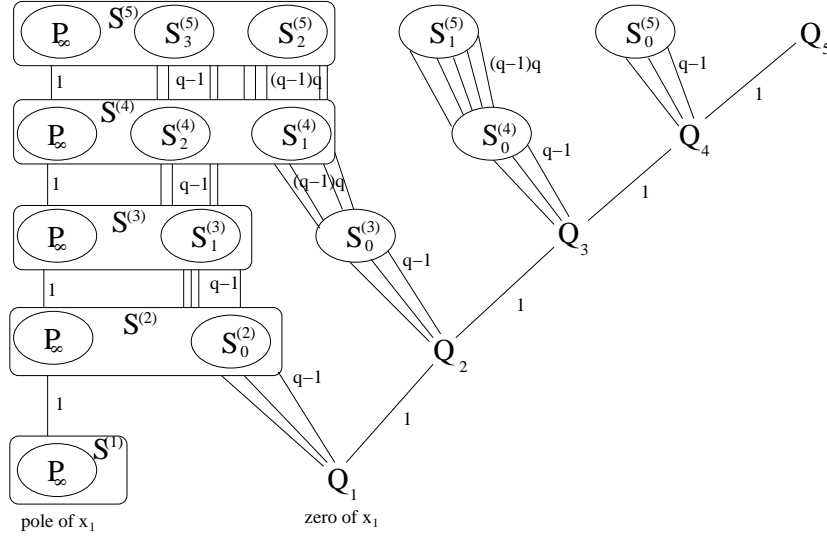 S^(5)
P_∞ S_3^(5) S_2^(5) S_1^(5) S_0^(5) Q_5
1 q−1 (q−1)q (q−1)q q−1 1
S^(4)
P_∞ S_2^(4) S_1^(4) S_0^(4) Q_4
1 q−1 (q−1)q q−1 1
S^(3)
P_∞ S_1^(3) S_0^(3) Q_3
1 q−1 q−1 1
S^(2)
P_∞ S_0^(2) Q_2
1 q−1 1
S^(1)
P_∞ Q_1
pole of x_1 zero of x_1